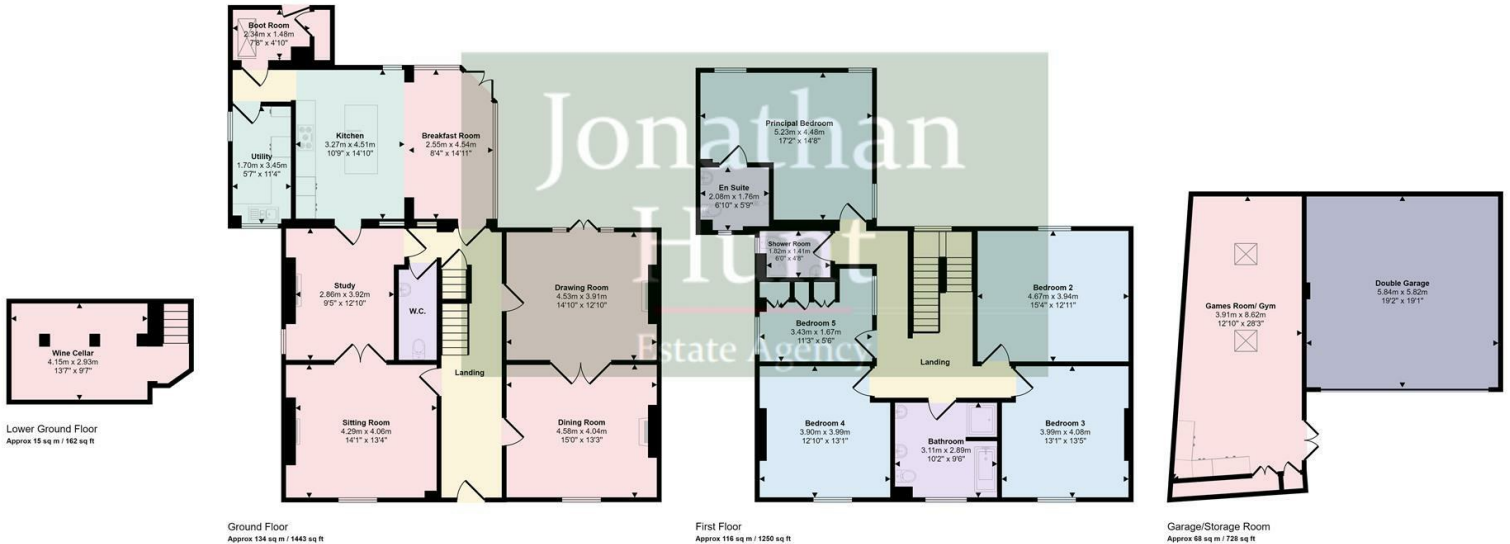 Boot Room
2.34m x 1.48m
7'8" x 4'10"
Kitchen
3.27m x 4.51m
10'9" x 14'10"
Breakfast Room
2.55m x 4.54m
8'4" x 14'11"
Utility
1.70m x 3.45m
5'7" x 11'4"
Study
2.86m x 3.92m
9'5" x 12'10"
W.C.
Drawing Room
4.53m x 3.91m
14'10" x 12'10"
Landing
Sitting Room
4.29m x 4.06m
14'1" x 13'4"
Dining Room
4.58m x 4.04m
15'0" x 13'3"
Wine Cellar
4.15m x 2.93m
13'7" x 9'7"
Lower Ground Floor
Approx 15 sq m / 162 sq ft
Ground Floor
Approx 134 sq m / 1443 sq ft
Jonathan
Hunt
Estate Agency
Principal Bedroom
5.23m x 4.48m
17'2" x 14'8"
En Suite
2.08m x 1.76m
6'10" x 5'9"
Shower Room
1.82m x 1.41m
6'0" x 4'8"
Bedroom 2
4.67m x 3.94m
15'4" x 12'11"
Bedroom 5
3.43m x 1.67m
11'3" x 5'6"
Landing
Bedroom 4
3.90m x 3.99m
12'10" x 13'1"
Bathroom
3.11m x 2.89m
10'2" x 9'6"
Bedroom 3
3.99m x 4.08m
13'1" x 13'5"
First Floor
Approx 116 sq m / 1250 sq ft
Games Room/ Gym
3.91m x 8.62m
12'10" x 28'3"
Double Garage
5.84m x 5.82m
19'2" x 19'1"
Garage/Storage Room
Approx 68 sq m / 728 sq ft